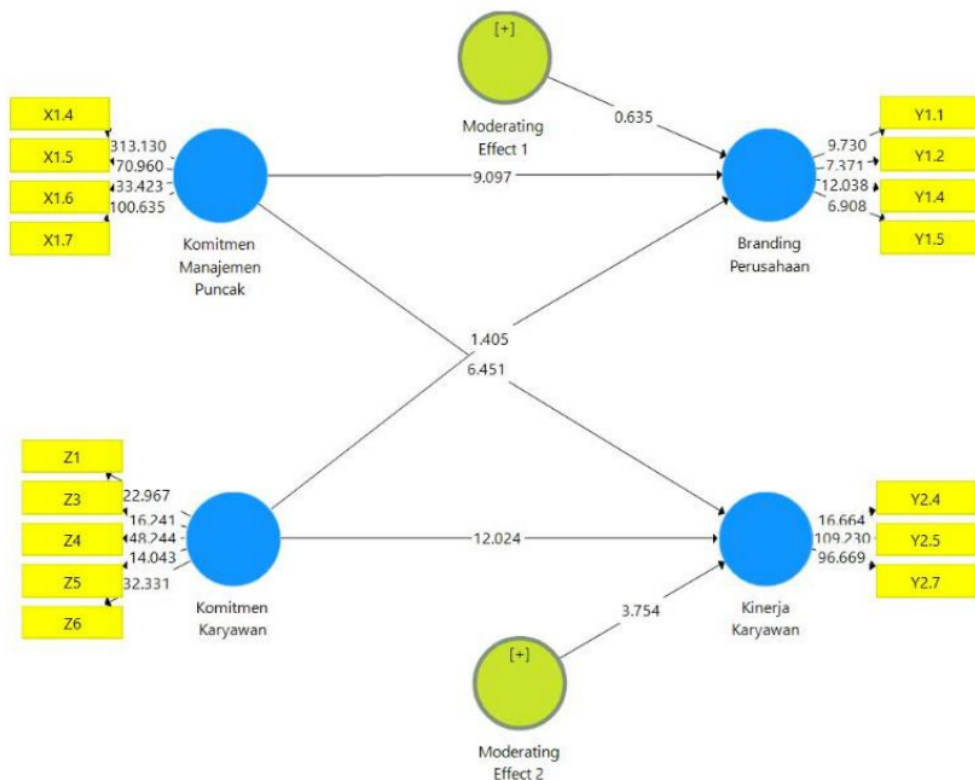 [+]
Moderating
Effect 1
0.635
X1.4
X1.5
X1.6
X1.7
313.130
70.960
33.423
100.635
Komitmen
Manajemen
Puncak
9.097
Y1.1
Y1.2
Y1.4
Y1.5
9.730
7.371
12.038
6.908
Branding
Perusahaan
1.405
6.451
Z1
Z3
Z4
Z5
Z6
22.967
16.241
48.244
14.043
32.331
Komitmen
Karyawan
12.024
Y2.4
Y2.5
Y2.7
16.664
109.230
96.669
Kinerja
Karyawan
3.754
[+]
Moderating
Effect 2